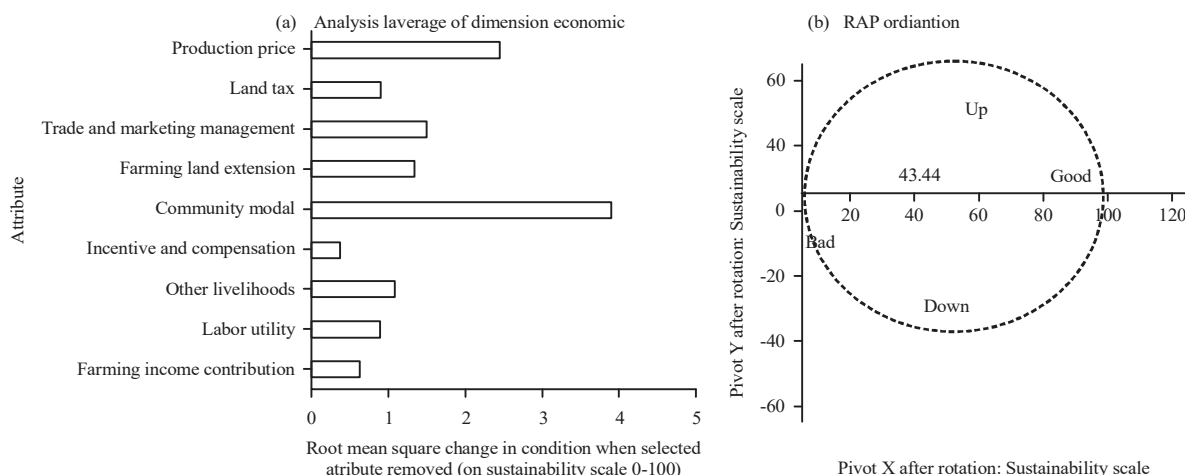 (a) Analysis laverage of dimension economic
Attribute
Production price
Land tax
Trade and marketing management
Farming land extension
Community modal
Incentive and compensation
Other livelihoods
Labor utility
Farming income contribution
0 1 2 3 4 5
Root mean square change in condition when selected
atribute removed (on sustainability scale 0-100)
(b) RAP ordiantion
Pivot Y after rotation: Sustainability scale
60
40
20
0
-20
-40
-60
Up
43.44
Good
20 40 60 80 100 120
Bad
Down
Pivot X after rotation: Sustainability scale